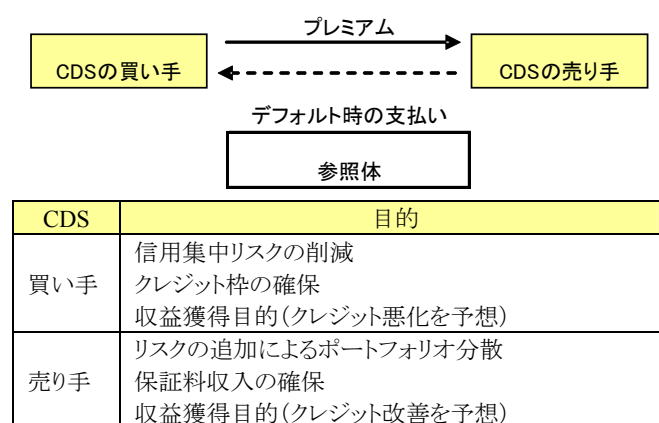 プレミアム
CDSの買い手
CDSの売り手
デフォルト時の支払い
参照体
CDS 目的
買い手
信用集中リスクの削減
クレジット枠の確保
収益獲得目的(クレジット悪化を予想)
売り手
リスクの追加によるポートフォリオ分散
保証料収入の確保
収益獲得目的(クレジット改善を予想)